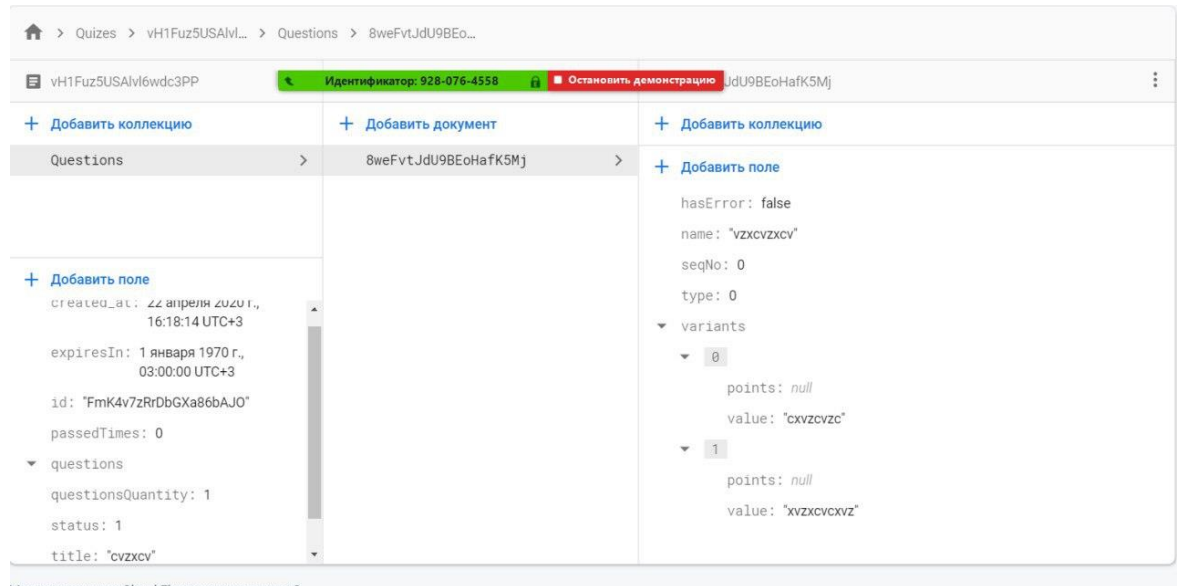 Quizes > vH1Fuz5USAlvl... > Questions > 8weFvtJdU9BEo...
vH1Fuz5USAlvl6wdc3PP
Идентификатор: 928-076-4558
Остановить демонстрацию
JdU9BEoHafK5Mj
+ Добавить коллекцию
Questions
+ Добавить поле
created_at: 22 апреля 2020 г.,
16:18:14 UTC+3
expiresIn: 1 января 1970 г.,
03:00:00 UTC+3
id: "FmK4v7zRrDbGXa86bAJO"
passedTimes: 0
questions
questionsQuantity: 1
status: 1
title: "cvzxcv"
+ Добавить документ
8weFvtJdU9BEoHafK5Mj
+ Добавить коллекцию
+ Добавить поле
hasError: false
name: "vzxcvzxcv"
seqNo: 0
type: 0
variants
0
points: null
value: "cxvzcvzc"
1
points: null
value: "xvzxcvcxvz"